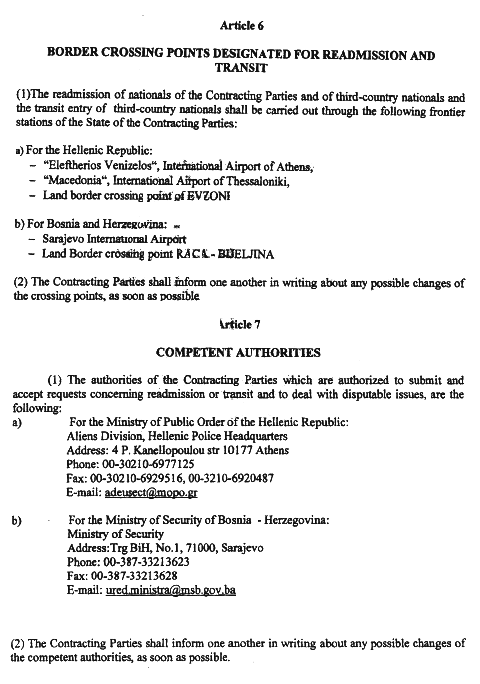 Article 6
BORDER CROSSING POINTS DESIGNATED FOR READMISSION AND
TRANSIT
(1)The readmission of nationals of the Contracting Parties and of third-country nationals and
the transit entry of third-country nationals shall be carried out through the following frontier
stations of the State of the Contracting Parties:
a) For the Hellenic Republic:
– "Eleftherios Venizelos", International Airport of Athens,
– "Macedonia", International Airport of Thessaloniki,
– Land border crossing point of EVZONI
b) For Bosnia and Herzegovina:
– Sarajevo International Airport
– Land Border crossing point RAČA - BIJELJINA
(2) The Contracting Parties shall inform one another in writing about any possible changes of
the crossing points, as soon as possible
Article 7
COMPETENT AUTHORITIES
(1) The authorities of the Contracting Parties which are authorized to submit and
accept requests concerning readmission or transit and to deal with disputable issues, are the
following:
a) For the Ministry of Public Order of the Hellenic Republic:
Aliens Division, Hellenic Police Headquarters
Address: 4 P. Kanellopoulou str 10177 Athens
Phone: 00-30210-6977125
Fax: 00-30210-6929516, 00-3210-6920487
E-mail: adeusect@mopo.gr
b) For the Ministry of Security of Bosnia - Herzegovina:
Ministry of Security
Address:Trg BiH, No.1, 71000, Sarajevo
Phone: 00-387-33213623
Fax: 00-387-33213628
E-mail: ured.ministra@msb.gov.ba
(2) The Contracting Parties shall inform one another in writing about any possible changes of
the competent authorities, as soon as possible.